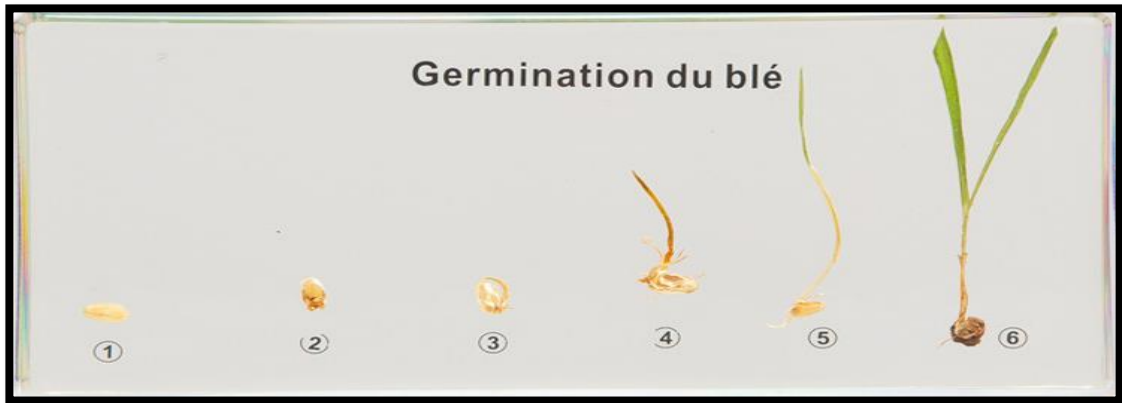 Germination du blé
① ② ③ ④ ⑤ ⑥